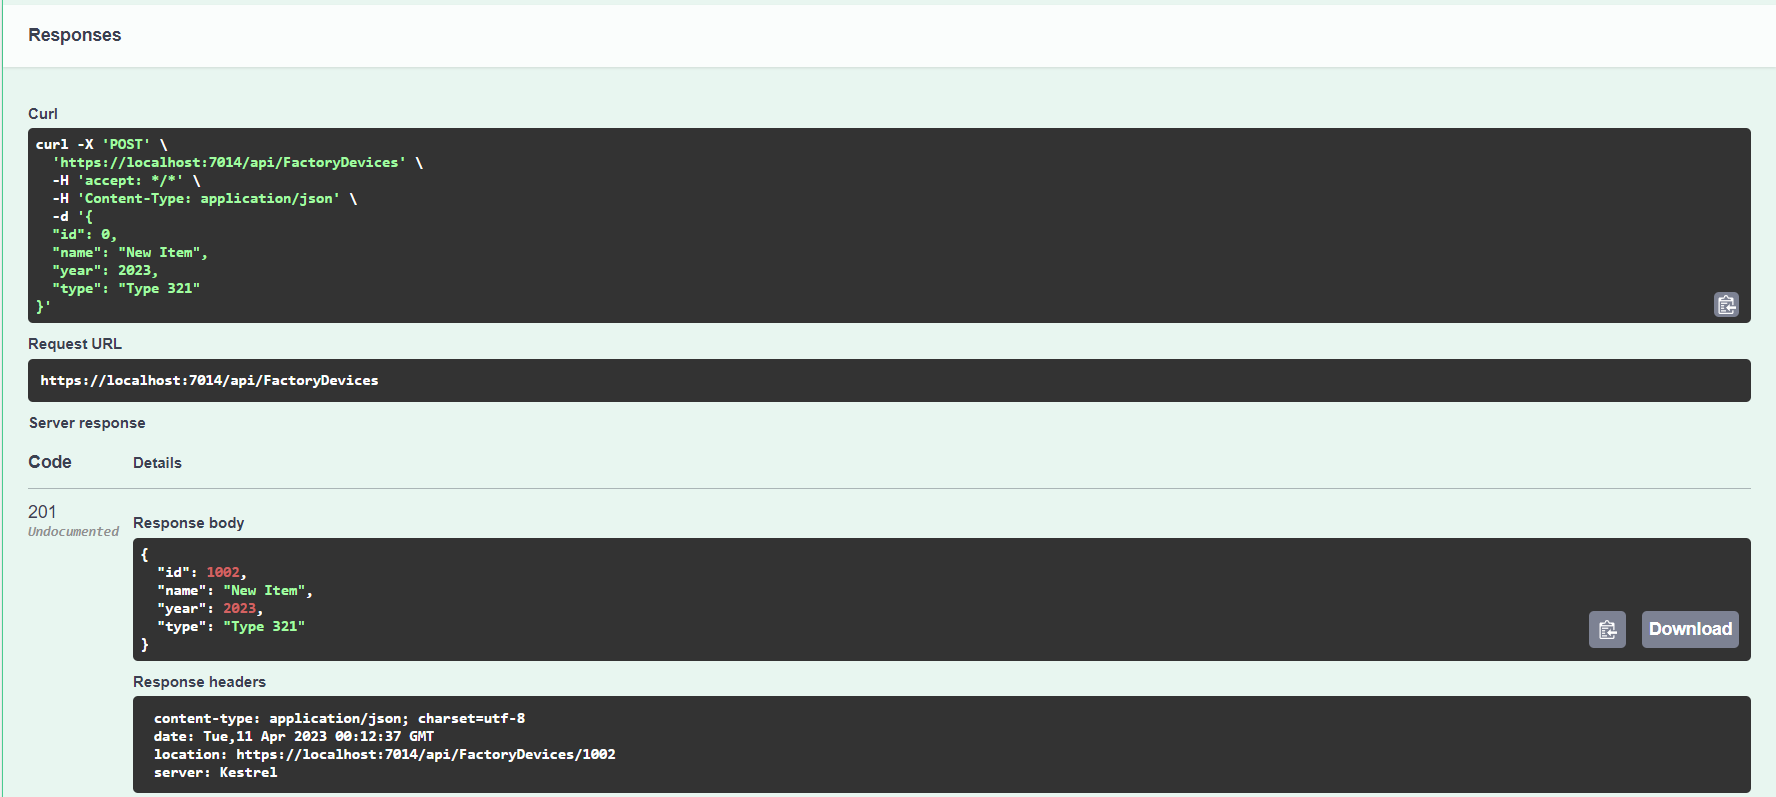 Responses
Curl
curl -X 'POST' \
  'https://localhost:7014/api/FactoryDevices' \
  -H 'accept: */*' \
  -H 'Content-Type: application/json' \
  -d '{
  "id": 0,
  "name": "New Item",
  "year": 2023,
  "type": "Type 321"
}'
Request URL
https://localhost:7014/api/FactoryDevices
Server response
Code Details
201
Undocumented
Response body
{
  "id": 1002,
  "name": "New Item",
  "year": 2023,
  "type": "Type 321"
}
Download
Response headers
content-type: application/json; charset=utf-8
date: Tue,11 Apr 2023 00:12:37 GMT
location: https://localhost:7014/api/FactoryDevices/1002
server: Kestrel